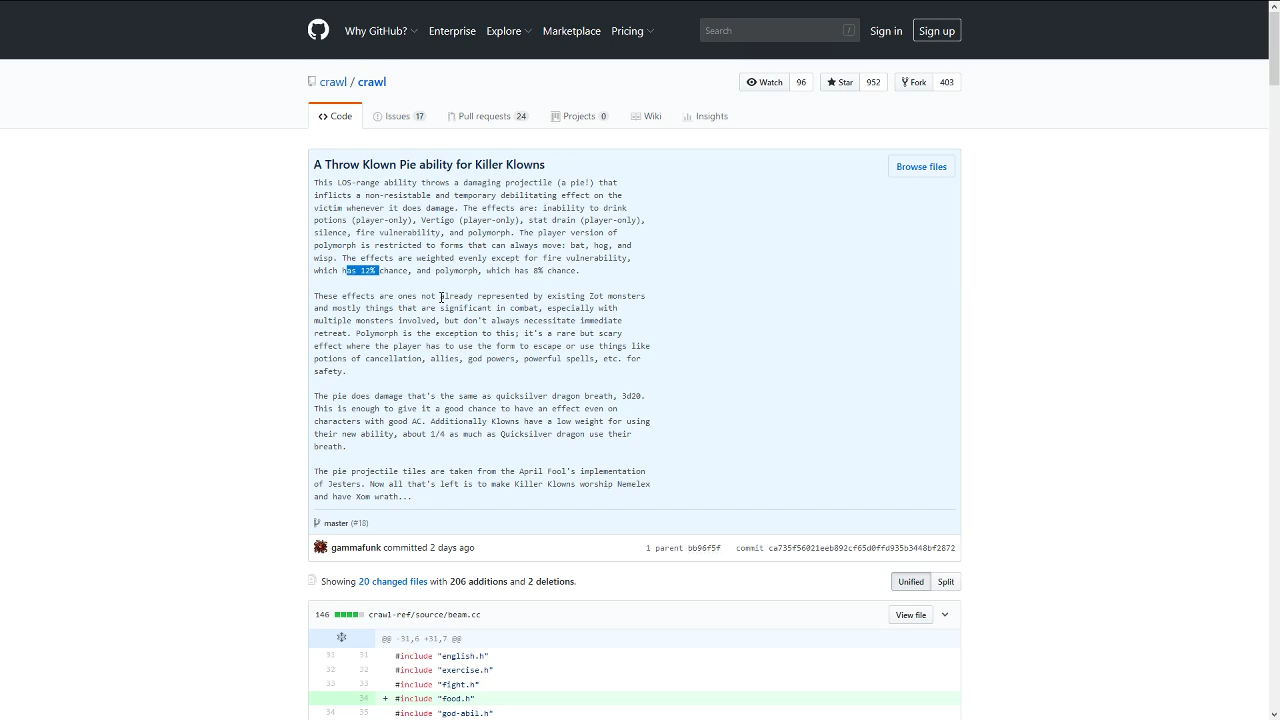 Why GitHub? Enterprise Explore Marketplace Pricing Search / Sign in Sign up
crawl / crawl Watch 96 Star 952 Fork 403
Code Issues 17 Pull requests 24 Projects 0 Wiki Insights
A Throw Klown Pie ability for Killer Klowns Browse files
This LOS-range ability throws a damaging projectile (a pie!) that
inflicts a non-resistable and temporary debilitating effect on the
victim whenever it does damage. The effects are: inability to drink
potions (player-only), Vertigo (player-only), stat drain (player-only),
silence, fire vulnerability, and polymorph. The player version of
polymorph is restricted to forms that can always move: bat, hog, and
wisp. The effects are weighted evenly except for fire vulnerability,
which has 12% chance, and polymorph, which has 8% chance.
These effects are ones not already represented by existing Zot monsters
and mostly things that are significant in combat, especially with
multiple monsters involved, but don't always necessitate immediate
retreat. Polymorph is the exception to this; it's a rare but scary
effect where the player has to use the form to escape or use things like
potions of cancellation, allies, god powers, powerful spells, etc. for
safety.
The pie does damage that's the same as quicksilver dragon breath, 3d20.
This is enough to give it a good chance to have an effect even on
characters with good AC. Additionally Klowns have a low weight for using
their new ability, about 1/4 as much as Quicksilver dragon use their
breath.
The pie projectile tiles are taken from the April Fool's implementation
of Jesters. Now all that's left is to make Killer Klowns worship Nemelex
and have Xom wrath...
master (#18)
gammafunk committed 2 days ago 1 parent bb96f5f commit ca735f56021eeb892cf65d0ffd935b3448bf2872
Showing 20 changed files with 206 additions and 2 deletions. Unified Split
146 crawl-ref/source/beam.cc View file
@@ -31,6 +31,7 @@
31 31 #include "english.h"
32 32 #include "exercise.h"
33 33 #include "fight.h"
34 + #include "food.h"
34 35 #include "god-abil.h"